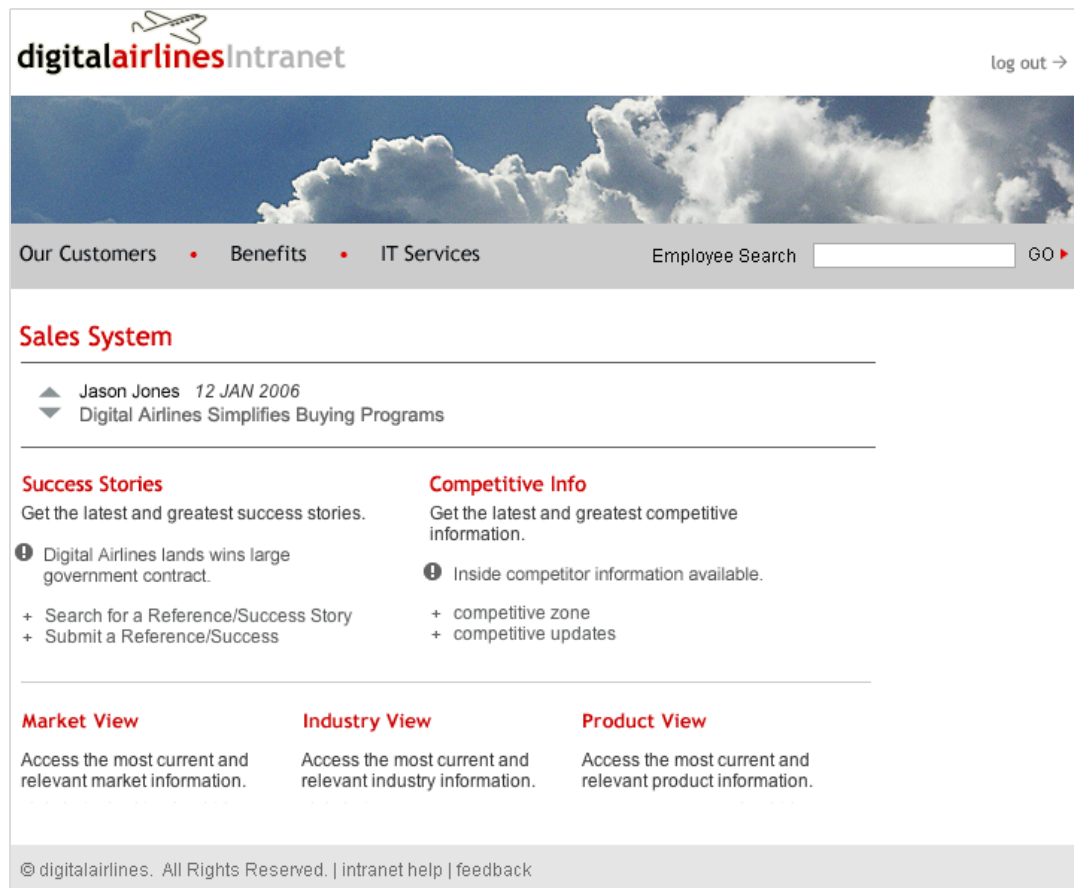 digitalairlinesIntranet
log out →
Our Customers • Benefits • IT Services
Employee Search GO
Sales System
Jason Jones 12 JAN 2006
Digital Airlines Simplifies Buying Programs
Success Stories
Get the latest and greatest success stories.
Digital Airlines lands wins large
government contract.
+ Search for a Reference/Success Story
+ Submit a Reference/Success
Competitive Info
Get the latest and greatest competitive
information.
Inside competitor information available.
+ competitive zone
+ competitive updates
Market View
Access the most current and
relevant market information.
Industry View
Access the most current and
relevant industry information.
Product View
Access the most current and
relevant product information.
© digitalairlines. All Rights Reserved. | intranet help | feedback